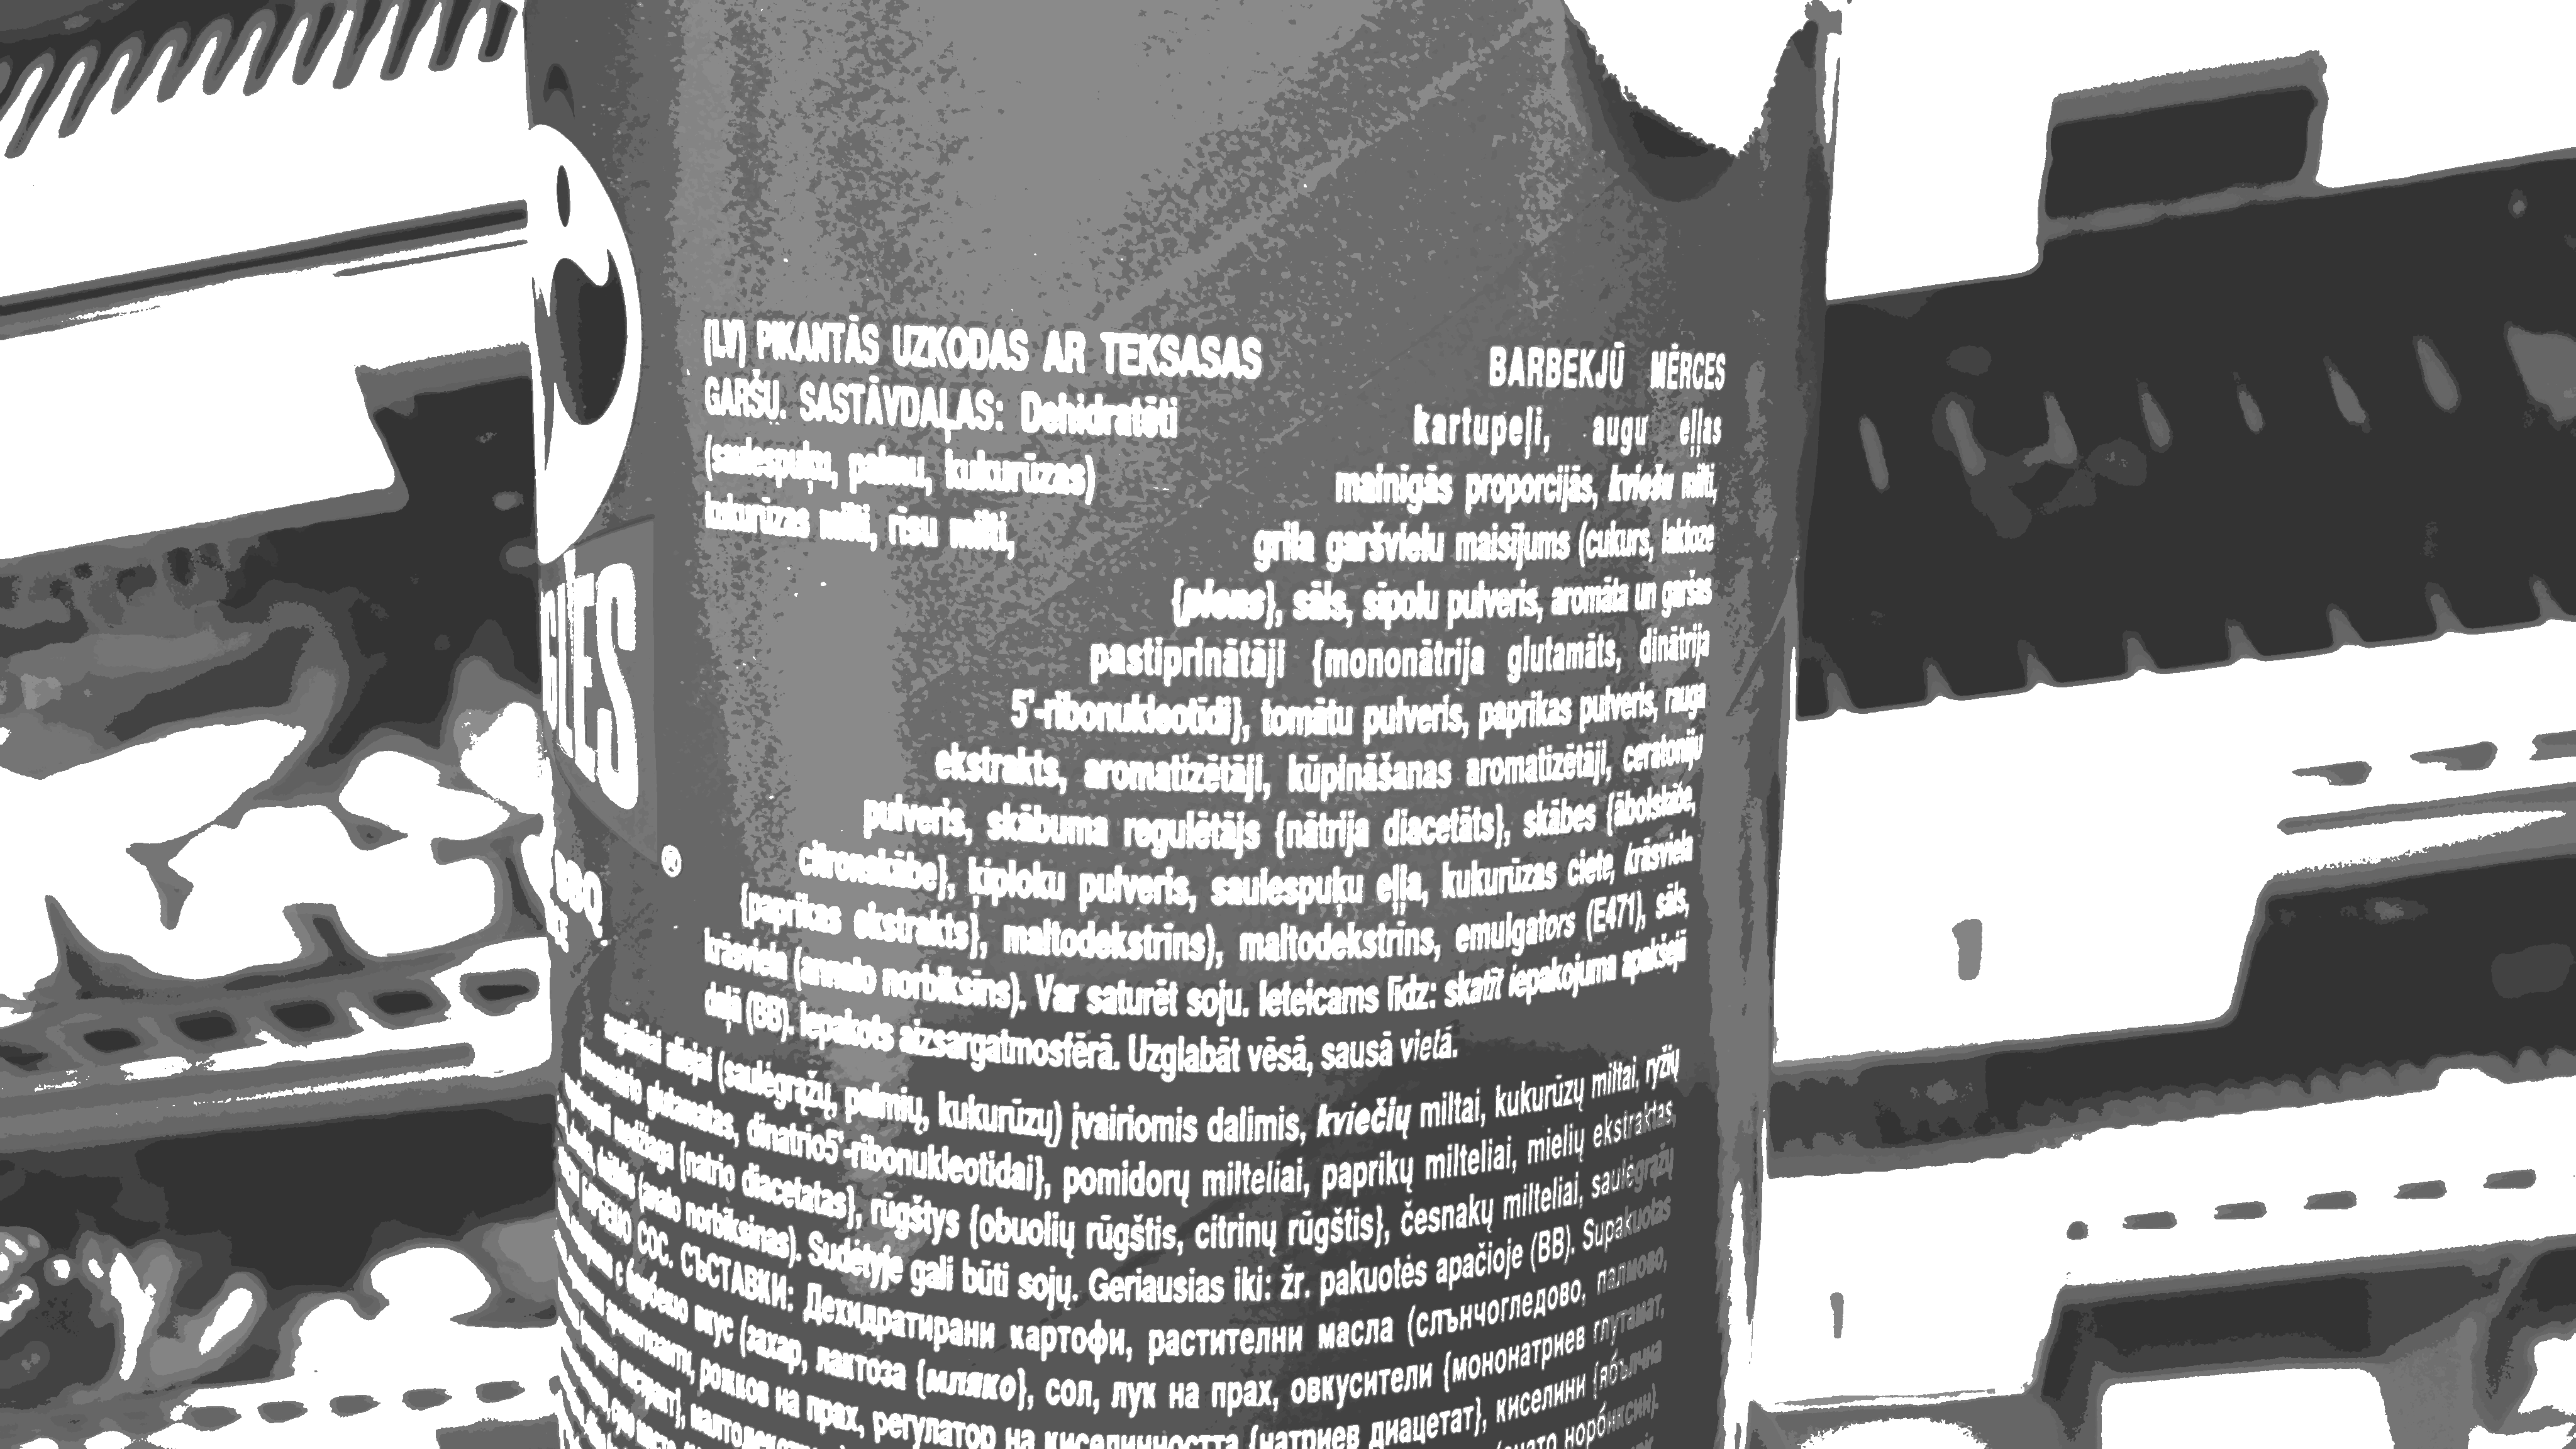 (LV) PIKANTĀS UZKODAS AR TEKSASAS BARBEKJŪ MĒRCES
GARŠU. SASTĀVDAĻAS: Dehidratēti kartupeļi, augu eļļas
(saulespuķu, palmu, kukurūzas) mainīgās proporcijās, kviešu milti,
kukurūzas milti, rīsu milti, grila garšvielu maisījums (cukurs, laktoze
{piens}, sāls, sīpolu pulveris, aromāta un garšas
pastiprinātāji {mononātrija glutamāts, dinātrija
5'-ribonukleotīdi}, tomātu pulveris, paprikas pulveris, rauga
ekstrakts, aromatizētāji, kūpināšanas aromatizētāji, ceratoniju
pulveris, skābuma regulētājs {nātrija diacetāts}, skābes {ābolskābe,
citronskābe}, ķiploku pulveris, saulespuķu eļļa, kukurūzas ciete, krāsviela
{paprikas ekstrakts}, maltodekstrīns), maltodekstrīns, emulgators (E471), sāls,
krāsviela (annato norbiksīns). Var saturēt soju. Ieteicams līdz: skatīt iepakojuma apakšējā
daļā (BB). Iepakots aizsargatmosfērā. Uzglabāt vēsā, sausā vietā.
augaliniai aliejai (saulėgrąžų, palmių, kukurūzų) įvairiomis dalimis, kviečių miltai, kukurūzų miltai, ryžių
glutamatas, dinatrio5'-ribonukleotidai}, pomidorų milteliai, paprikų milteliai, mielių ekstraktas,
medžiaga {natrio diacetatas}, rūgštys {obuolių rūgštis, citrinų rūgštis}, česnakų milteliai, saulėgrąžų
(anato norbiksinas). Sudėtyje gali būti sojų. Geriausias iki: žr. pakuotės apačioje (BB). Supakuotas
СОС. СЪСТАВКИ: Дехидратирани картофи, растителни масла (слънчогледово, палмово,
с барбекю вкус (захар, лактоза {мляко}, сол, лук на прах, овкусители {мононатриев глутамат,
рожков на прах, регулатор на киселинността {натриев диацетат}, киселини {ябълчна
норбиксин).
GLES
®
BBQ